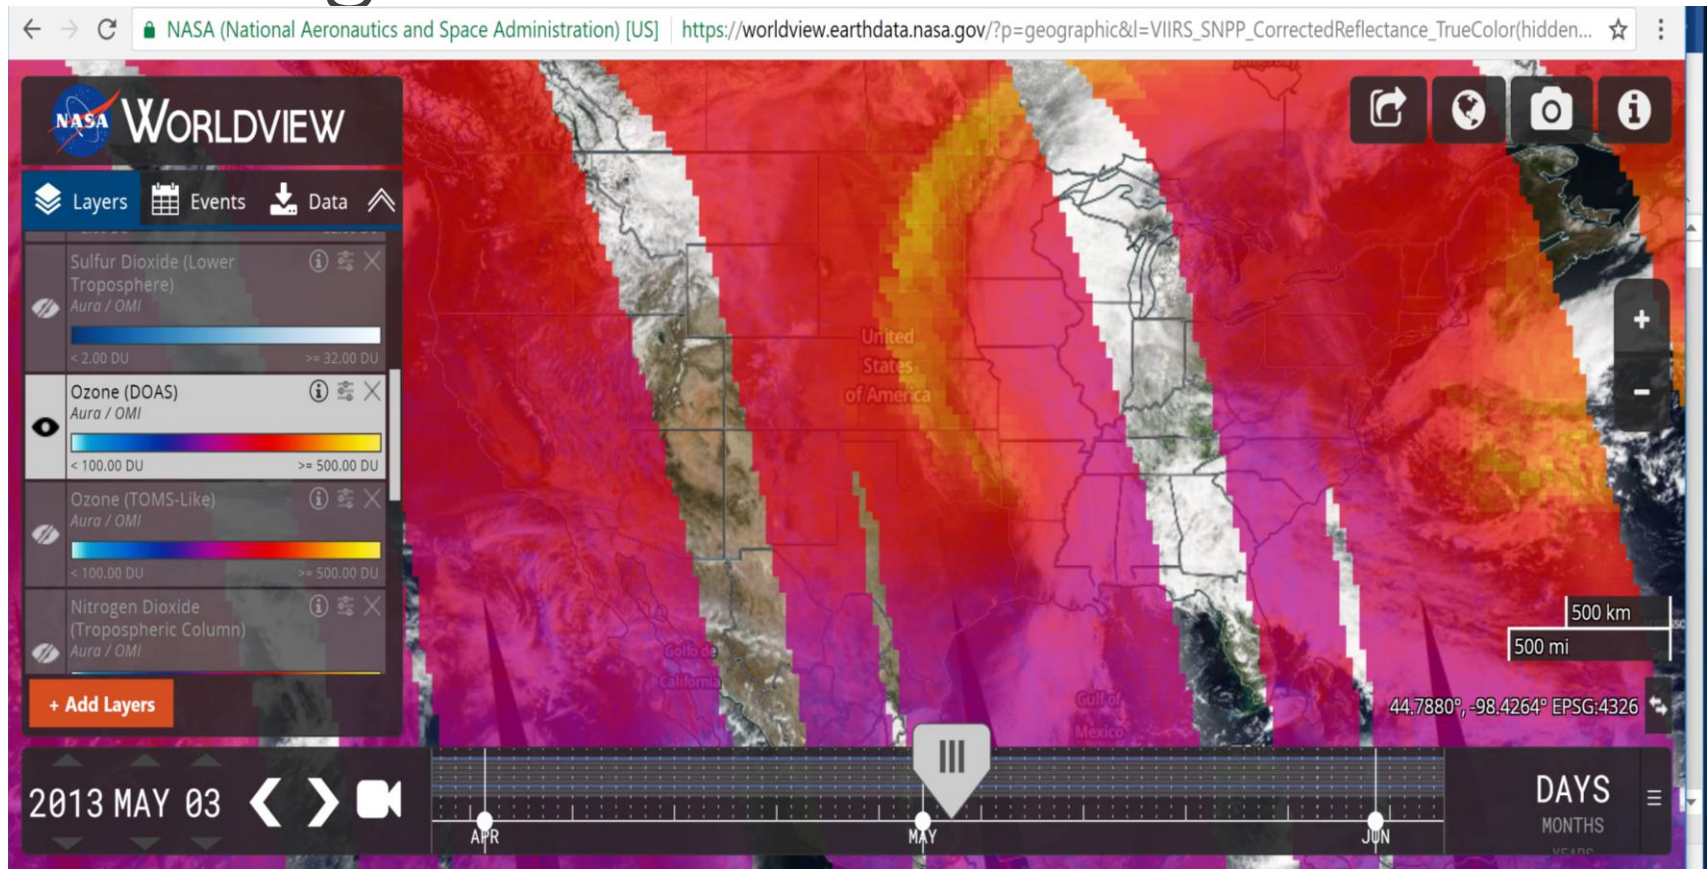 NASA (National Aeronautics and Space Administration) [US] https://worldview.earthdata.nasa.gov/?p=geographic&l=VIIRS_SNPP_CorrectedReflectance_TrueColor(hidden...
NASA WORLDVIEW
Layers Events Data
Sulfur Dioxide (Lower
Troposphere)
Aura / OMI
< 2.00 DU >= 32.00 DU
Ozone (DOAS)
Aura / OMI
< 100.00 DU >= 500.00 DU
Ozone (TOMS-Like)
Aura / OMI
< 100.00 DU >= 500.00 DU
Nitrogen Dioxide
(Tropospheric Column)
Aura / OMI
+ Add Layers
United
States
of America
Golfo de
California
Gulf of
Mexico
500 km
500 mi
44.7880°, -98.4264° EPSG:4326
2013 MAY 03
APR MAY JUN
DAYS
MONTHS
YEARS